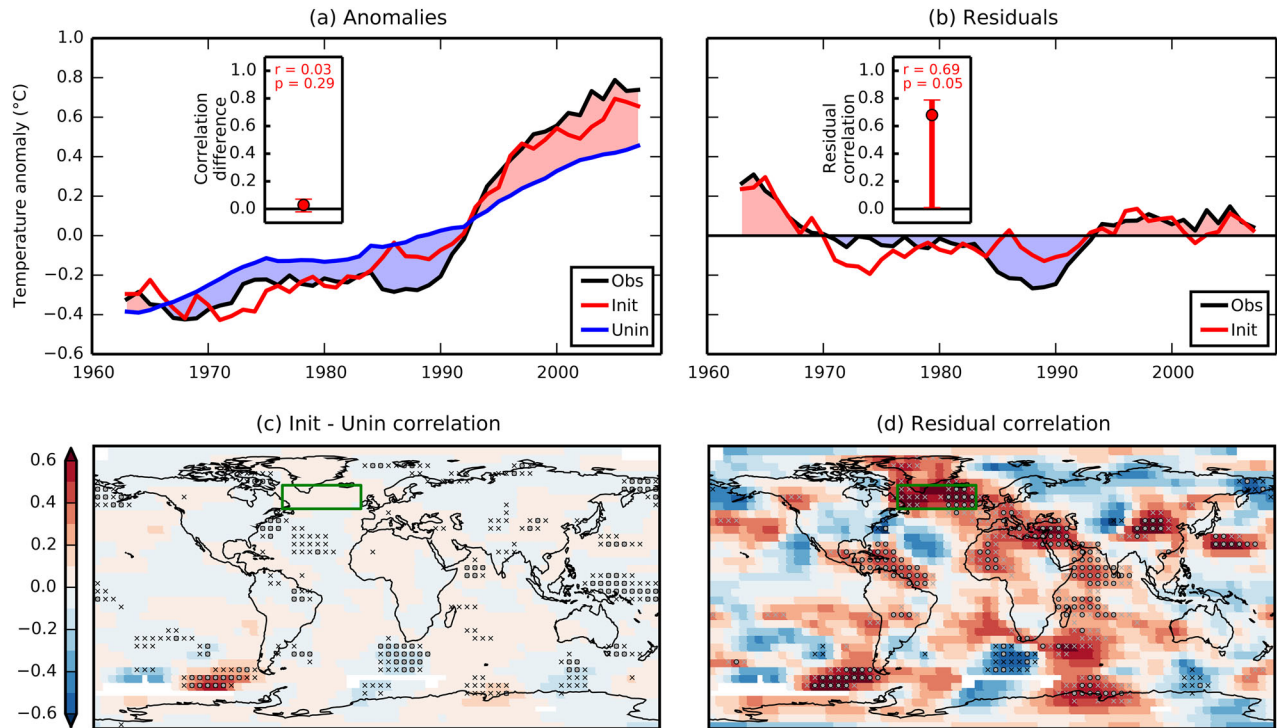 (a) Anomalies
(b) Residuals
Temperature anomaly (°C)
1.0
0.8
0.6
0.4
0.2
0.0
−0.2
−0.4
−0.6
1960
1970
1980
1990
2000
Correlation
difference
1.0
0.8
0.6
0.4
0.2
0.0
r = 0.03
p = 0.29
Obs
Init
Unin
1960
1970
1980
1990
2000
Residual
correlation
1.0
0.8
0.6
0.4
0.2
0.0
r = 0.69
p = 0.05
Obs
Init
(c) Init - Unin correlation
(d) Residual correlation
0.6
0.4
0.2
0.0
−0.2
−0.4
−0.6